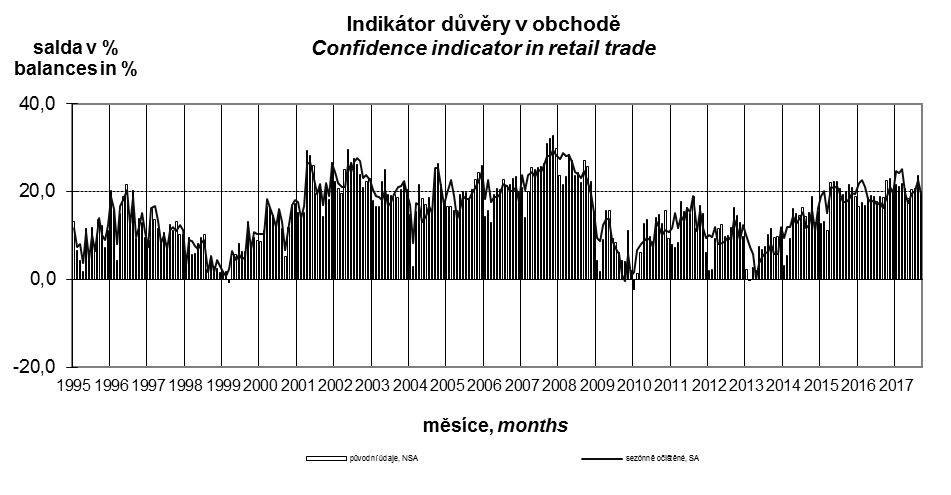 Indikátor důvěry v obchodě
Confidence indicator in retail trade
salda v %
balances in %
40,0
20,0
0,0
-20,0
1995 1996 1997 1998 1999 2000 2001 2002 2003 2004 2005 2006 2007 2008 2009 2010 2011 2012 2013 2014 2015 2016 2017
měsíce, months
původní údaje, NSA
sezónně očištěné, SA